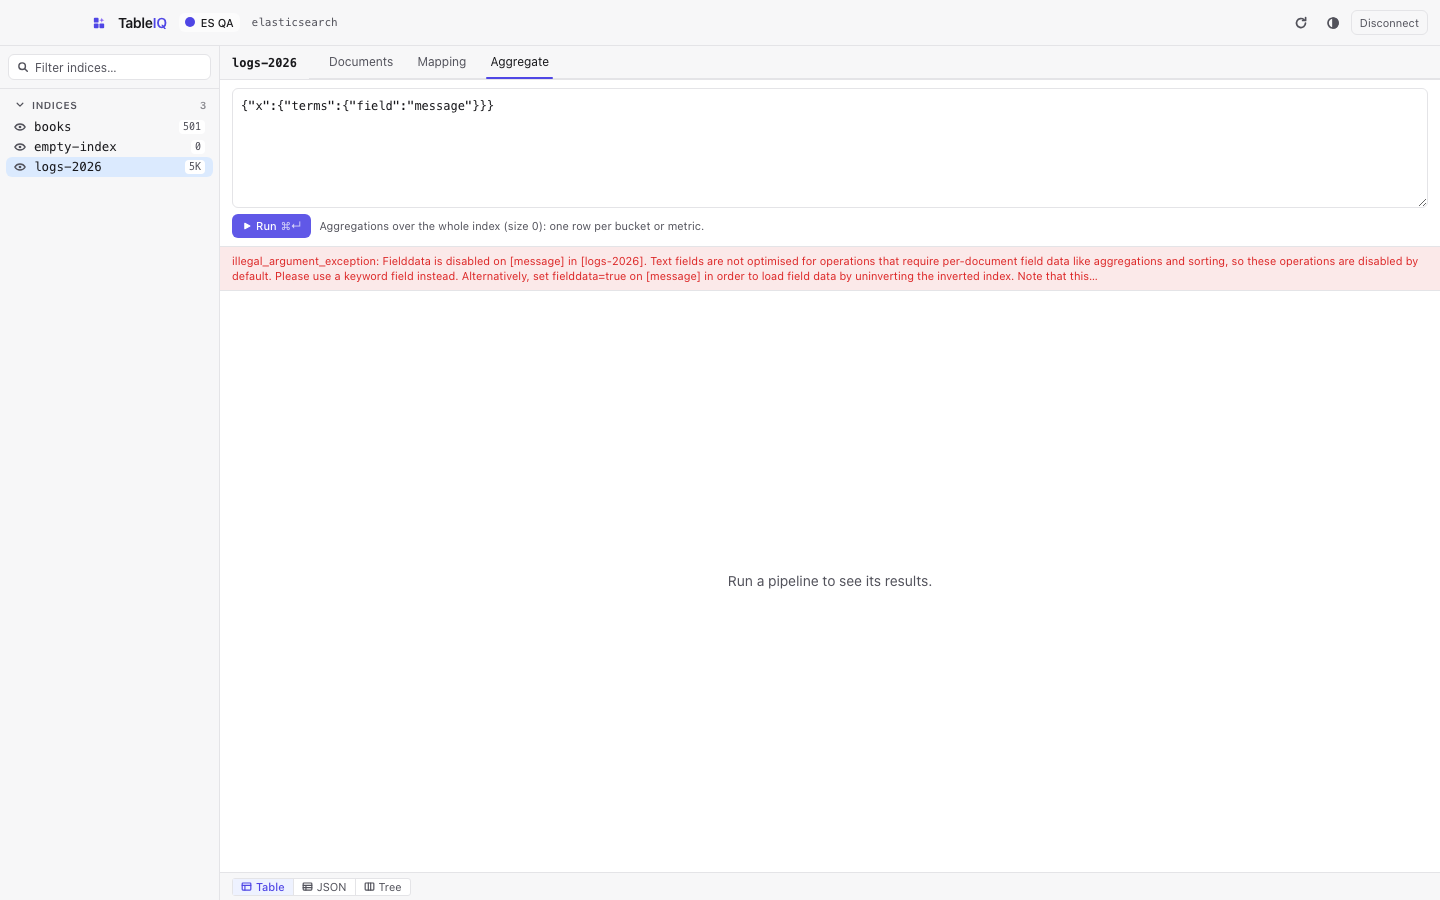 TableIQ ES QA elasticsearch Disconnect
Filter indices...
logs-2026 Documents Mapping Aggregate
INDICES 3
books 501
empty-index 0
logs-2026 5K
{"x":{"terms":{"field":"message"}}}
Run ⌘↵ Aggregations over the whole index (size 0): one row per bucket or metric.
illegal_argument_exception: Fielddata is disabled on [message] in [logs-2026]. Text fields are not optimised for operations that require per-document field data like aggregations and sorting, so these operations are disabled by
default. Please use a keyword field instead. Alternatively, set fielddata=true on [message] in order to load field data by uninverting the inverted index. Note that this...
Run a pipeline to see its results.
Table JSON Tree